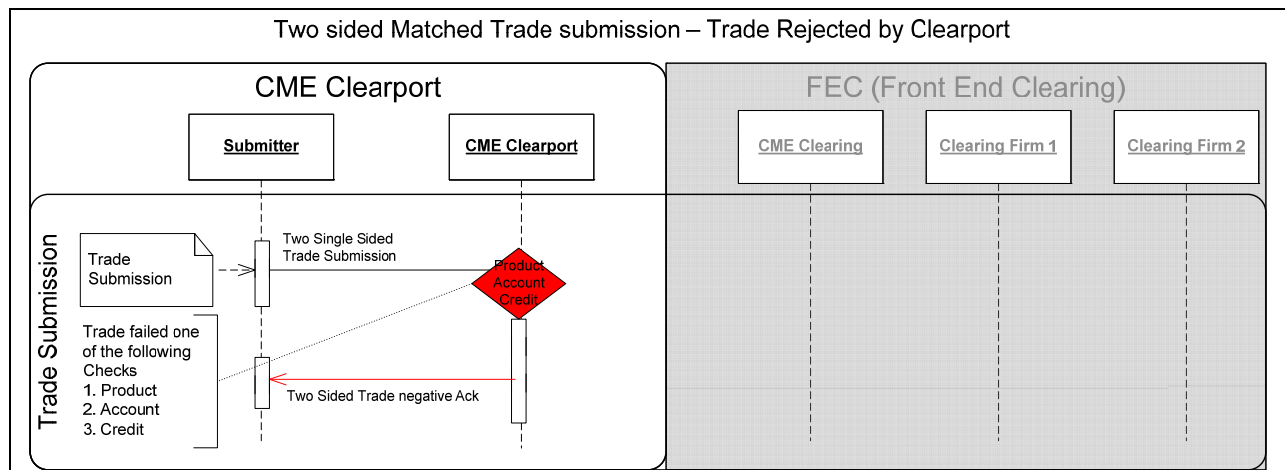 Two sided Matched Trade submission – Trade Rejected by Clearport
CME Clearport
FEC (Front End Clearing)
Submitter
CME Clearport
CME Clearing
Clearing Firm 1
Clearing Firm 2
Trade Submission
Trade
Submission
Two Single Sided
Trade Submission
Product
Account
Credit
Trade failed one
of the following
Checks
1. Product
2. Account
3. Credit
Two Sided Trade negative Ack